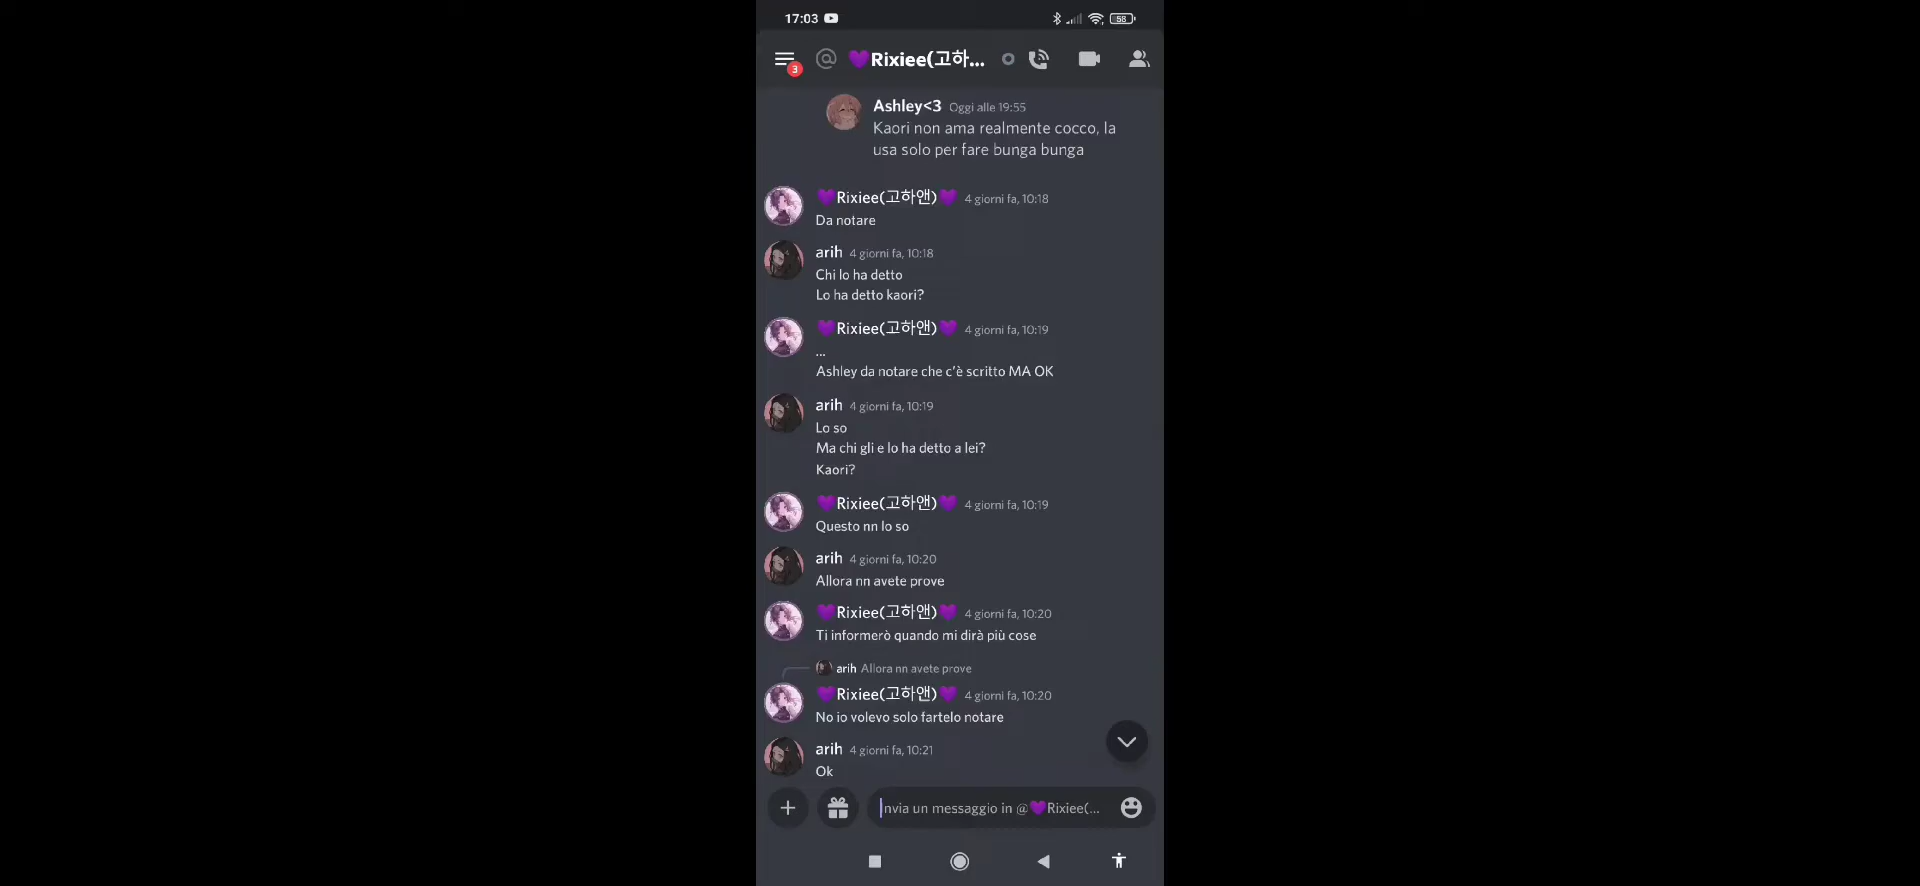 17:03
58
3
@ 💜Rixiee(고하...
Ashley<3 Oggi alle 19:55
Kaori non ama realmente cocco, la
usa solo per fare bunga bunga
💜Rixiee(고하앤)💜 4 giorni fa, 10:18
Da notare
arih 4 giorni fa, 10:18
Chi lo ha detto
Lo ha detto kaori?
💜Rixiee(고하앤)💜 4 giorni fa, 10:19
...
Ashley da notare che c'è scritto MA OK
arih 4 giorni fa, 10:19
Lo so
Ma chi gli e lo ha detto a lei?
Kaori?
💜Rixiee(고하앤)💜 4 giorni fa, 10:19
Questo nn lo so
arih 4 giorni fa, 10:20
Allora nn avete prove
💜Rixiee(고하앤)💜 4 giorni fa, 10:20
Ti informerò quando mi dirà più cose
arih Allora nn avete prove
💜Rixiee(고하앤)💜 4 giorni fa, 10:20
No io volevo solo fartelo notare
arih 4 giorni fa, 10:21
Ok
Invia un messaggio in @💜Rixiee(...